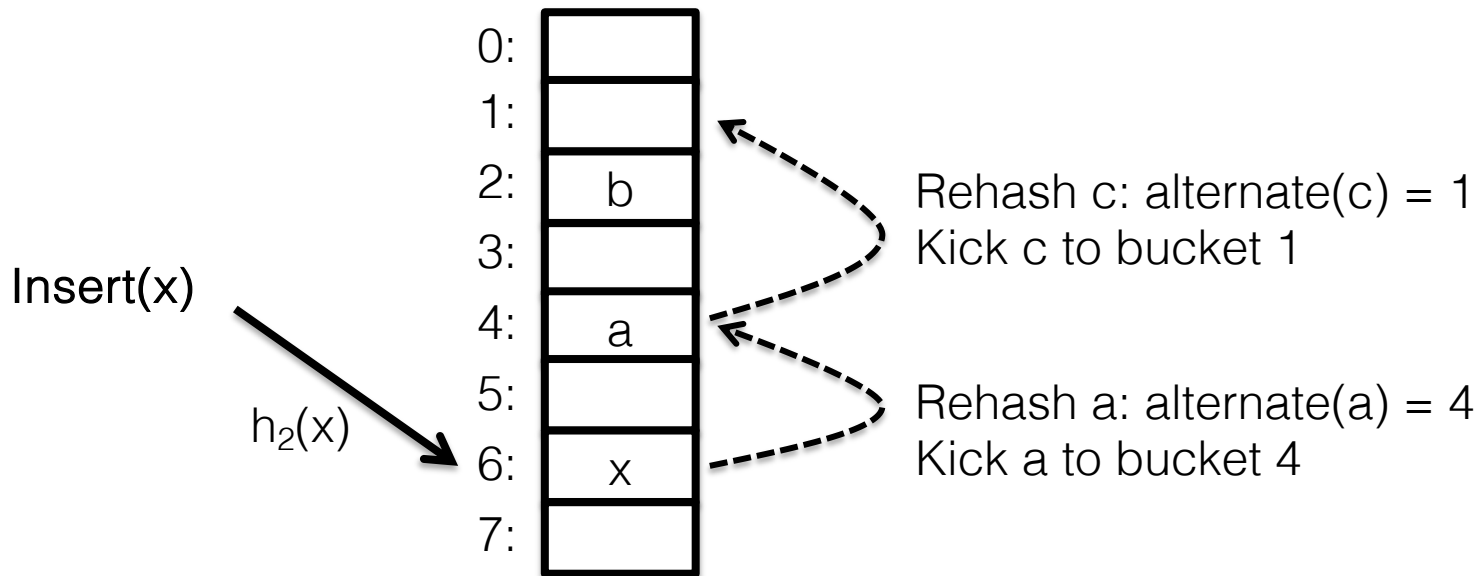 0:
1:
2: b
3:
Rehash c: alternate(c) = 1
Kick c to bucket 1
Insert(x)
4: a
5:
Rehash a: alternate(a) = 4
Kick a to bucket 4
h₂(x)
6: x
7: